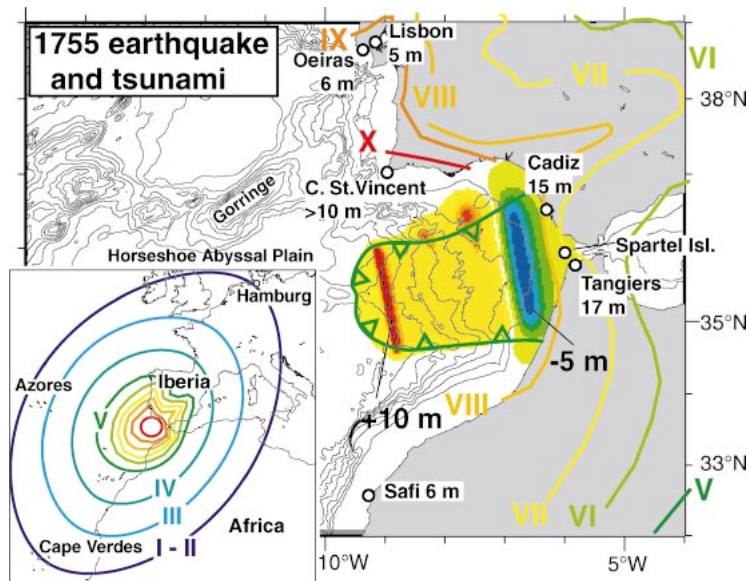 1755 earthquake
and tsunami
IX
Lisbon
5 m
Oeiras
6 m
VIII
VII
VI
38°N
X
C. St.Vincent
>10 m
Cadiz
15 m
Gorringe
Horseshoe Abyssal Plain
Spartel Isl.
Tangiers
17 m
35°N
-5 m
+10 m
VIII
Safi 6 m
VII
VI
V
33°N
10°W
5°W
Hamburg
Azores
Iberia
V
IV
III
Africa
Cape Verdes
I - II